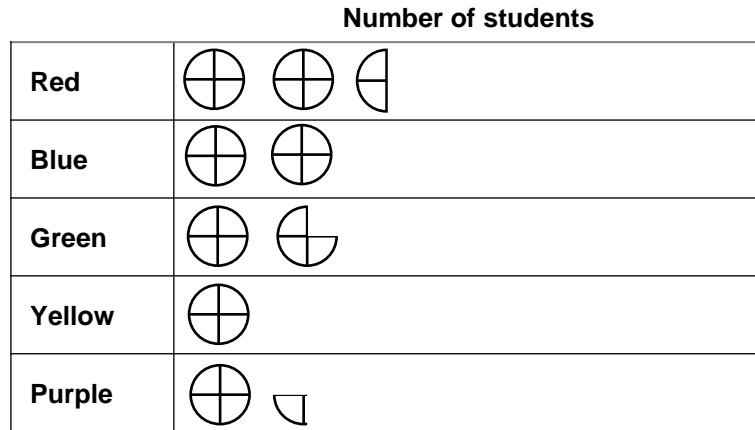 Number of students
Red
Blue
Green
Yellow
Purple